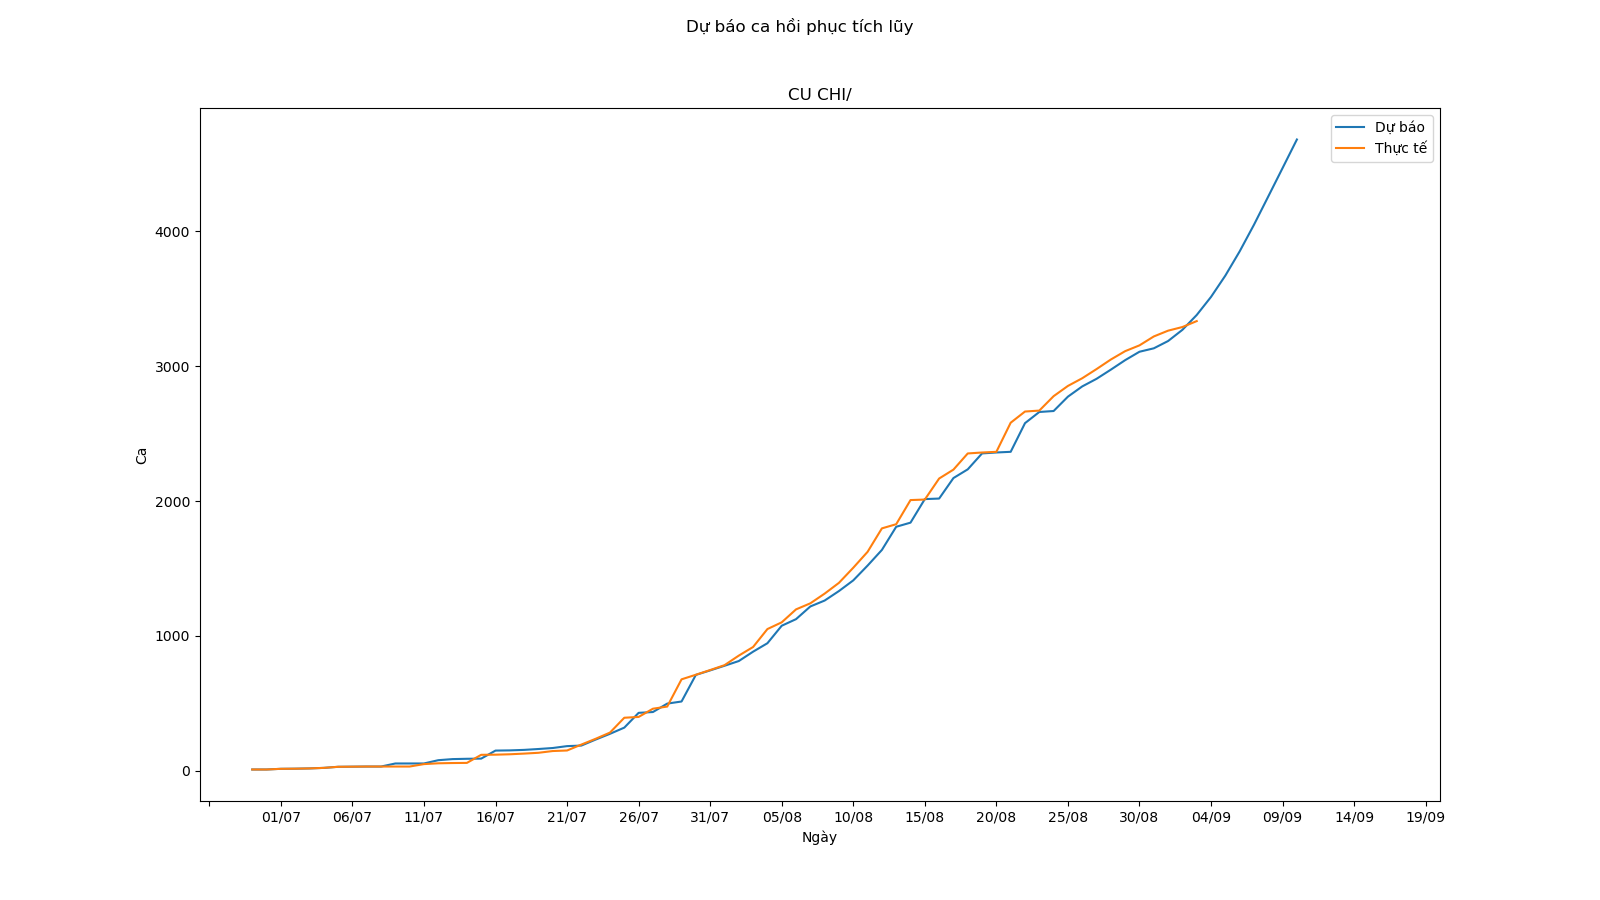 Dự báo ca hồi phục tích lũy
CU CHI/
Dự báo
Thực tế
4000
3000
2000
1000
0
Ca
01/07 06/07 11/07 16/07 21/07 26/07 31/07 05/08 10/08 15/08 20/08 25/08 30/08 04/09 09/09 14/09 19/09
Ngày